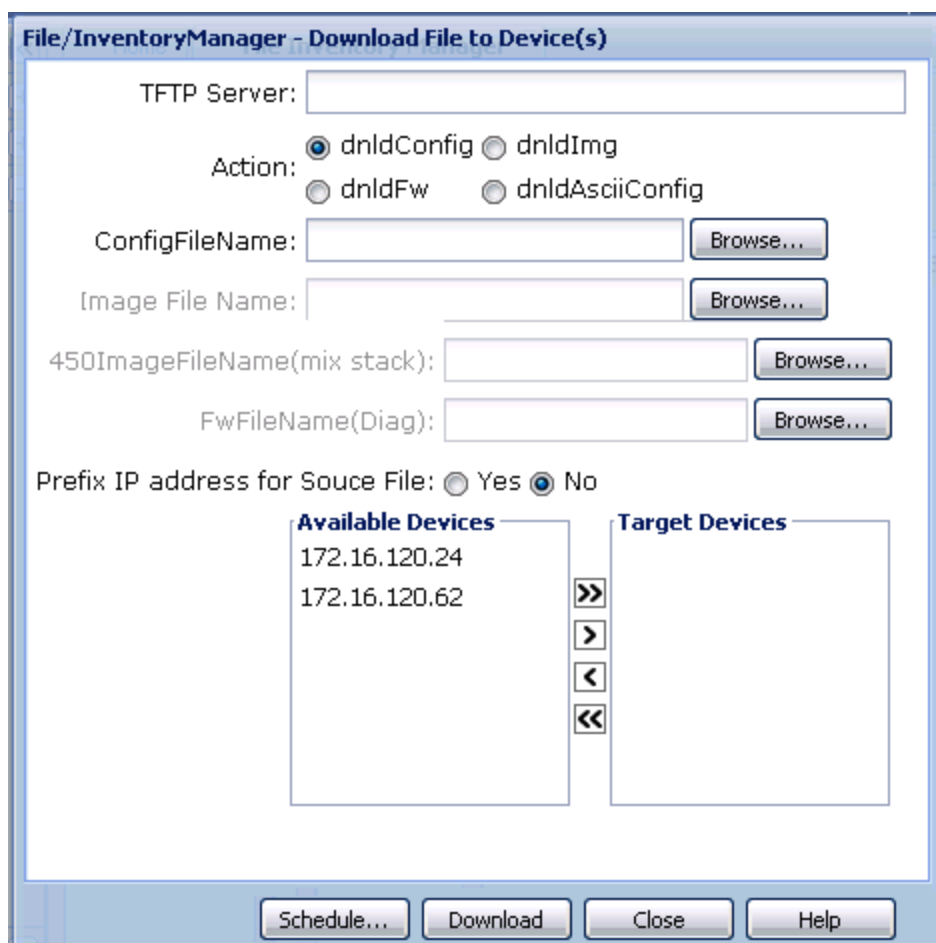 File/InventoryManager - Download File to Device(s)
TFTP Server:
Action:
dnldConfig dnldImg
dnldFw dnldAsciiConfig
ConfigFileName: Browse...
Image File Name: Browse...
450ImageFileName(mix stack): Browse...
FwFileName(Diag): Browse...
Prefix IP address for Souce File: Yes No
Available Devices Target Devices
172.16.120.24
172.16.120.62
>>
>
<
<<
Schedule... Download Close Help